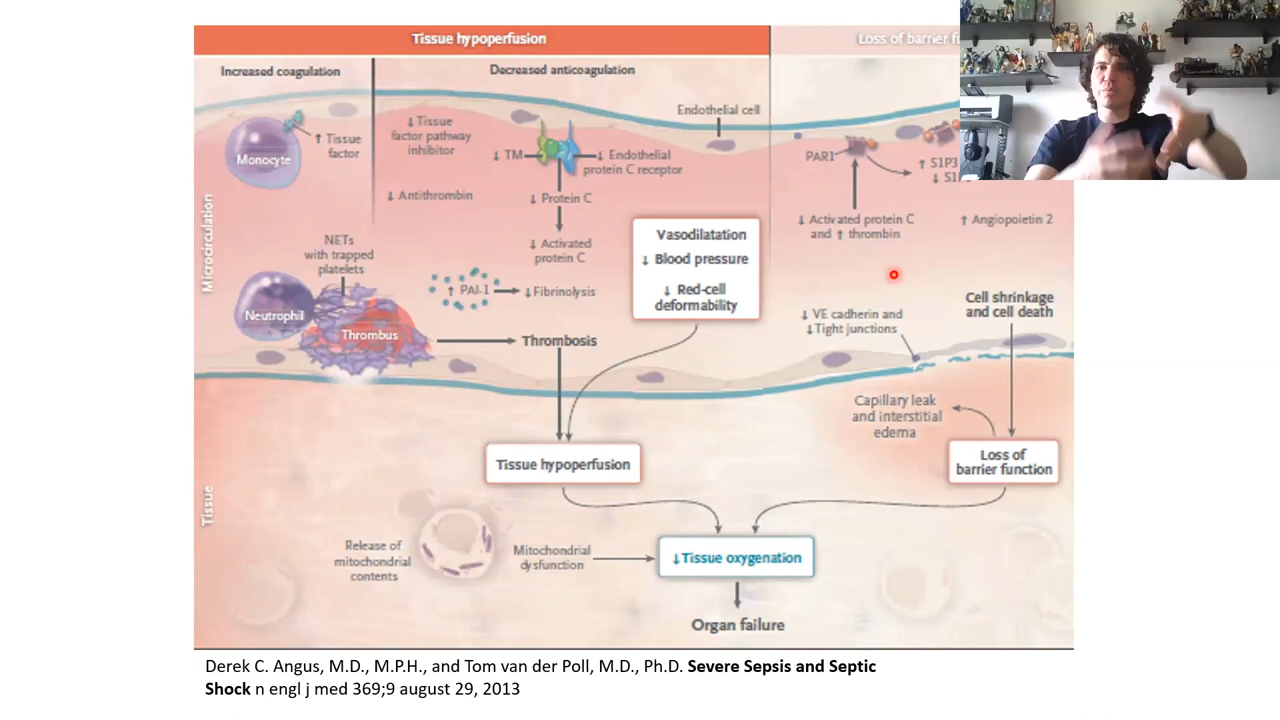 Tissue hypoperfusion
Loss of barrier
Increased coagulation
Decreased anticoagulation
Endothelial cell
Monocyte
↑ Tissue
factor
↓ Tissue
factor pathway
inhibitor
↓ TM
↓ Endothelial
protein C receptor
↓ Antithrombin
↓ Protein C
↓ Activated
protein C
PAR1
↑ S1P3
↓ Activated protein C
and ↑ thrombin
↑ Angiopoietin 2
Microcirculation
NETs
with trapped
platelets
Neutrophil
Thrombus
↑ PAI-1
↓ Fibrinolysis
Thrombosis
Vasodilatation
↓ Blood pressure
↓ Red-cell
deformability
↓ VE cadherin and
↓ Tight junctions
Cell shrinkage
and cell death
Capillary leak
and interstitial
edema
Loss of
barrier function
Tissue hypoperfusion
Tissue
Release of
mitochondrial
contents
Mitochondrial
dysfunction
↓ Tissue oxygenation
Organ failure
Derek C. Angus, M.D., M.P.H., and Tom van der Poll, M.D., Ph.D. Severe Sepsis and Septic
Shock n engl j med 369;9 august 29, 2013